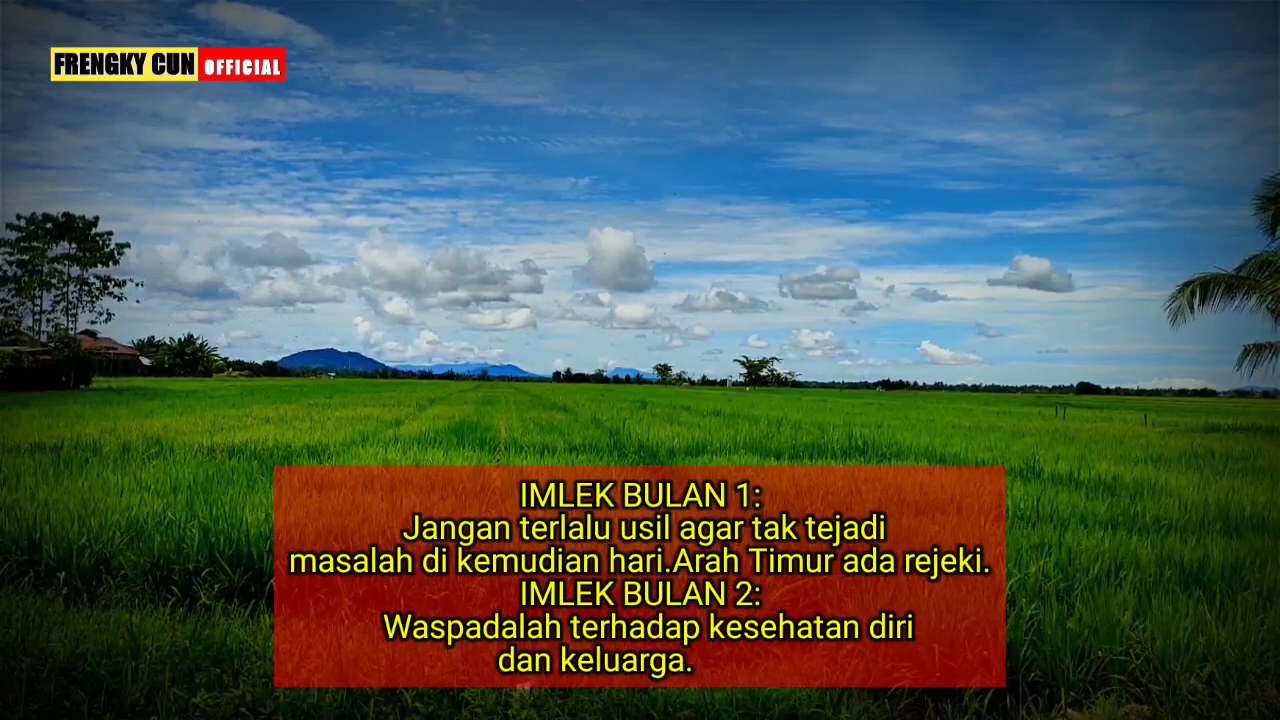 FRENGKY CUN OFFICIAL
IMLEK BULAN 1:
Jangan terlalu usil agar tak tejadi
masalah di kemudian hari.Arah Timur ada rejeki.
IMLEK BULAN 2:
Waspadalah terhadap kesehatan diri
dan keluarga.